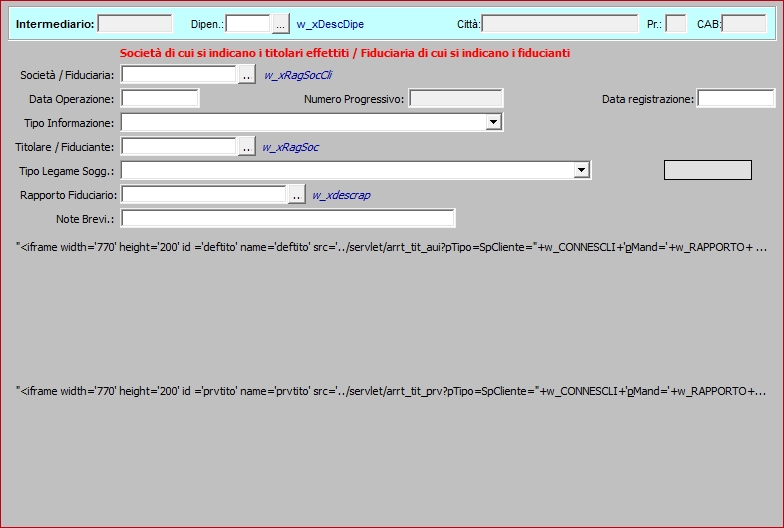 Intermediario: Dipen.: ... w_xDescDipe Città: Pr.: CAB:
Società di cui si indicano i titolari effettiti / Fiduciaria di cui si indicano i fiducianti
Società / Fiduciaria: .. w_xRagSocCli
Data Operazione: Numero Progressivo: Data registrazione:
Tipo Informazione:
Titolare / Fiduciante: .. w_xRagSoc
Tipo Legame Sogg.:
Rapporto Fiduciario: .. w_xdescrap
Note Brevi.:
"<iframe width='770' height='200' id ='deftito' name='deftito' src='../servlet/arrt_tit_aui?pTipo=SpCliente="+w_CONNESCLI+'pMand='+w_RAPPORTO+ ...
"<iframe width='770' height='200' id ='prvtito' name='prvtito' src='../servlet/arrt_tit_prv?pTipo=SpCliente="+w_CONNESCLI+'pMand='+w_RAPPORTO+...